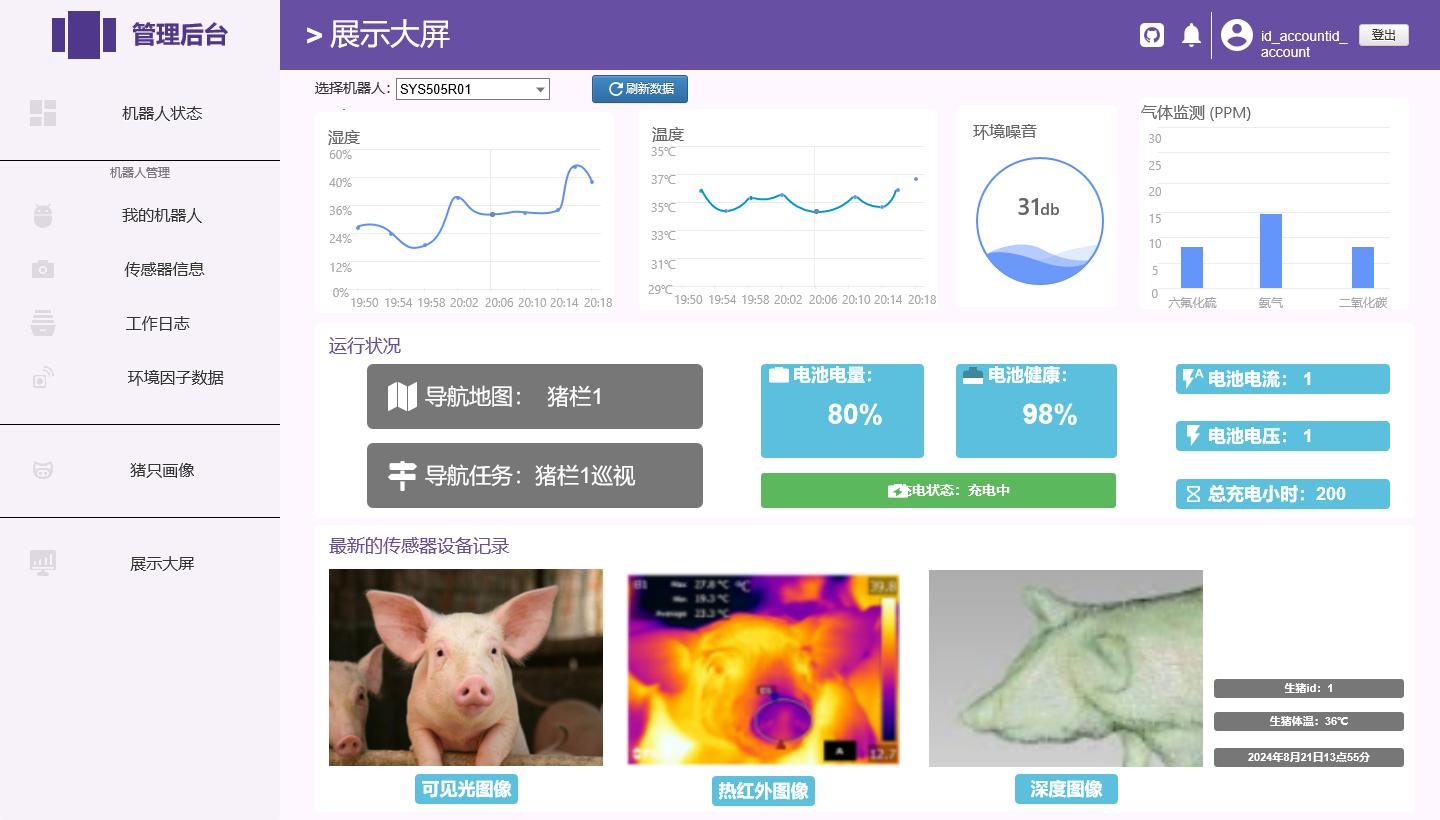 管理后台
> 展示大屏
id_accountid_
account
登出
机器人状态
机器人管理
我的机器人
传感器信息
工作日志
环境因子数据
猪只画像
展示大屏
选择机器人： SYS505R01
刷新数据
湿度
60%
40%
36%
24%
12%
0%
19:50 19:54 19:58 20:02 20:06 20:10 20:14 20:18
温度
35℃
37℃
35℃
33℃
31℃
29℃
19:50 19:54 19:58 20:02 20:06 20:10 20:14 20:18
环境噪音
31db
气体监测 (PPM)
30
25
20
15
10
5
0
六氟化硫 氨气 二氧化碳
运行状况
导航地图： 猪栏1
导航任务：猪栏1巡视
电池电量：
80%
电池健康：
98%
电状态：充电中
电池电流： 1
电池电压： 1
总充电小时：200
最新的传感器设备记录
Max 27.8 ℃ ℃
Min 19.3 ℃
Average 23.3 ℃
39.8
12.7
可见光图像
热红外图像
深度图像
生猪id：1
生猪体温：36℃
2024年8月21日13点55分